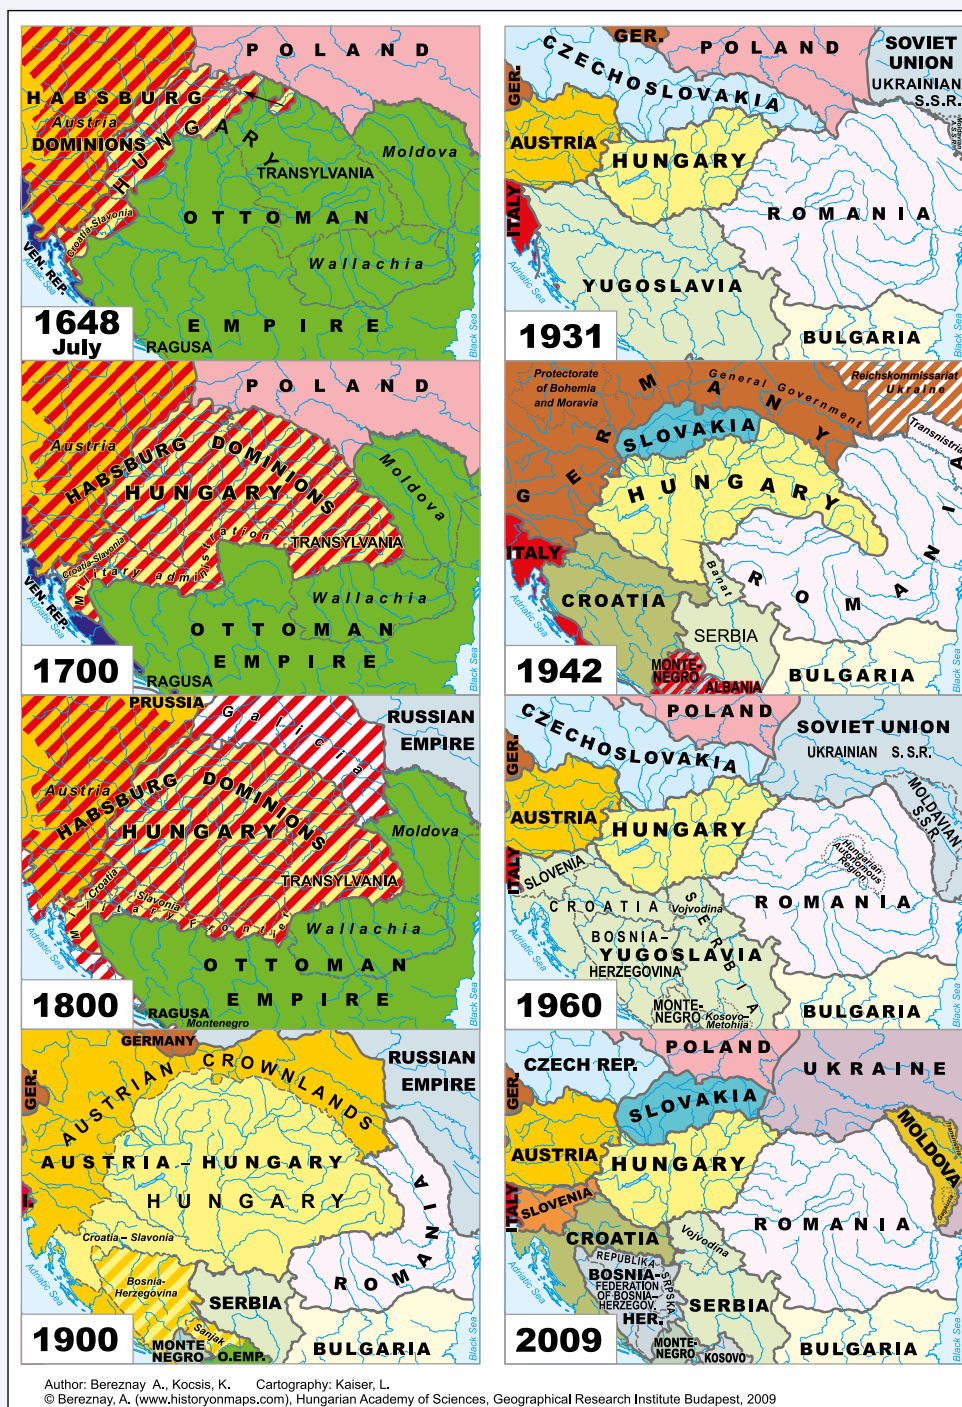 POLAND
HABSBURG
Austria
DOMINIONS
HUNGARY
Moldova
TRANSYLVANIA
Croatia-Slavonia
OTTOMAN
VEN. REP.
Adriatic Sea
Wallachia
EMPIRE
RAGUSA
Black Sea
1648
July
POLAND
Austria
HABSBURG DOMINIONS
HUNGARY
Moldova
Military administration
TRANSYLVANIA
Croatia-Slavonia
VEN. REP.
Adriatic Sea
Wallachia
OTTOMAN
EMPIRE
RAGUSA
Black Sea
1700
PRUSSIA
Galicia
RUSSIAN
EMPIRE
Austria
HABSBURG DOMINIONS
HUNGARY
Moldova
TRANSYLVANIA
Croatia
Slavonia
Military Frontier
Wallachia
Adriatic Sea
OTTOMAN
EMPIRE
RAGUSA
Montenegro
Black Sea
1800
GERMANY
GER.
AUSTRIAN CROWNLANDS
RUSSIAN
EMPIRE
AUSTRIA–HUNGARY
HUNGARY
I.
Croatia – Slavonia
ROMANIA
Adriatic Sea
Bosnia-
Herzegovina
SERBIA
Sanjak
MONTE
NEGRO
O.EMP.
BULGARIA
Black Sea
1900
GER.
POLAND
SOVIET
UNION
UKRAINIAN
S.S.R.
Moldavian
A.S.S.R.
GER.
CZECHOSLOVAKIA
AUSTRIA
HUNGARY
ITALY
ROMANIA
Adriatic Sea
YUGOSLAVIA
BULGARIA
Black Sea
1931
Protectorate
of Bohemia
and Moravia
GERMANY
General Government
Reichskommissariat
Ukraine
SLOVAKIA
Transnistria
HUNGARY
ITALY
Banat
ROMANIA
CROATIA
SERBIA
Adriatic Sea
MONTE-
NEGRO
ALBANIA
BULGARIA
Black Sea
1942
POLAND
SOVIET UNION
UKRAINIAN S.S.R.
CZECHOSLOVAKIA
GER.
MOLDAVIAN
S.S.R.
AUSTRIA
HUNGARY
Hungarian
Autonomous
Region
ITALY
SLOVENIA
CROATIA
Vojvodina
SERBIA
ROMANIA
BOSNIA–
YUGOSLAVIA
HERZEGOVINA
Adriatic Sea
MONTE-
NEGRO
Kosovo-
Metohija
BULGARIA
Black Sea
1960
CZECH REP.
POLAND
UKRAINE
GER.
SLOVAKIA
MOLDOVA
Transnistria
Gagauzia
AUSTRIA
HUNGARY
ITALY
SLOVENIA
CROATIA
Vojvodina
ROMANIA
REPUBLIKA
SRPSKA
BOSNIA-
FEDERATION
OF BOSNIA–
HERZEGOV.
HER.
SERBIA
Adriatic Sea
MONTE-
NEGRO
KOSOVO
BULGARIA
Black Sea
2009
Author: Bereznay A., Kocsis, K. Cartography: Kaiser, L.
© Bereznay, A. (www.historyonmaps.com), Hungarian Academy of Sciences, Geographical Research Institute Budapest, 2009